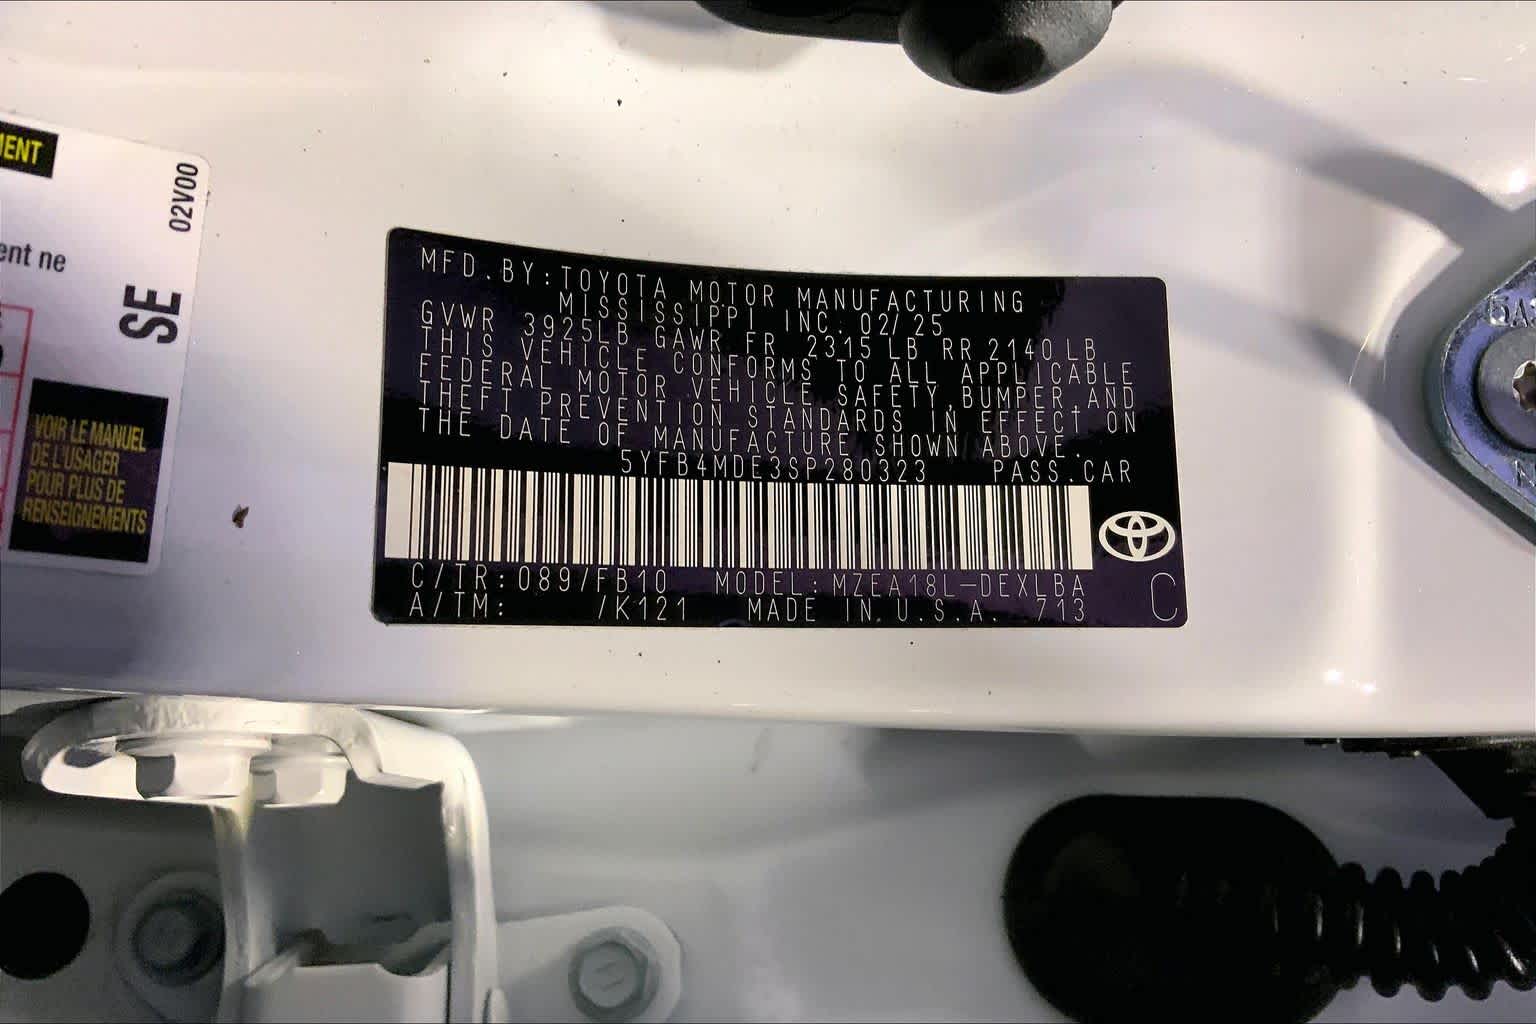 MENT
02V00
ent ne
SE
VOIR LE MANUEL
DE L'USAGER
POUR PLUS DE
RENSEIGNEMENTS
MFD. BY: TOYOTA MOTOR MANUFACTURING
MISSISSIPPI INC. 02/25
GVWR 3925LB GAWR FR 2315 LB RR 2140 LB
THIS VEHICLE CONFORMS TO ALL APPLICABLE
FEDERAL MOTOR VEHICLE SAFETY, BUMPER, AND
THEFT PREVENTION STANDARDS IN EFFECT ON
THE DATE OF MANUFACTURE SHOWN ABOVE.
5YFB4MDE3SP280323 PASS. CAR
C/TR: 089/FB10 MODEL: MZEA18L-DEXLBA
A/TM: /K121 MADE IN U.S.A. 713 C